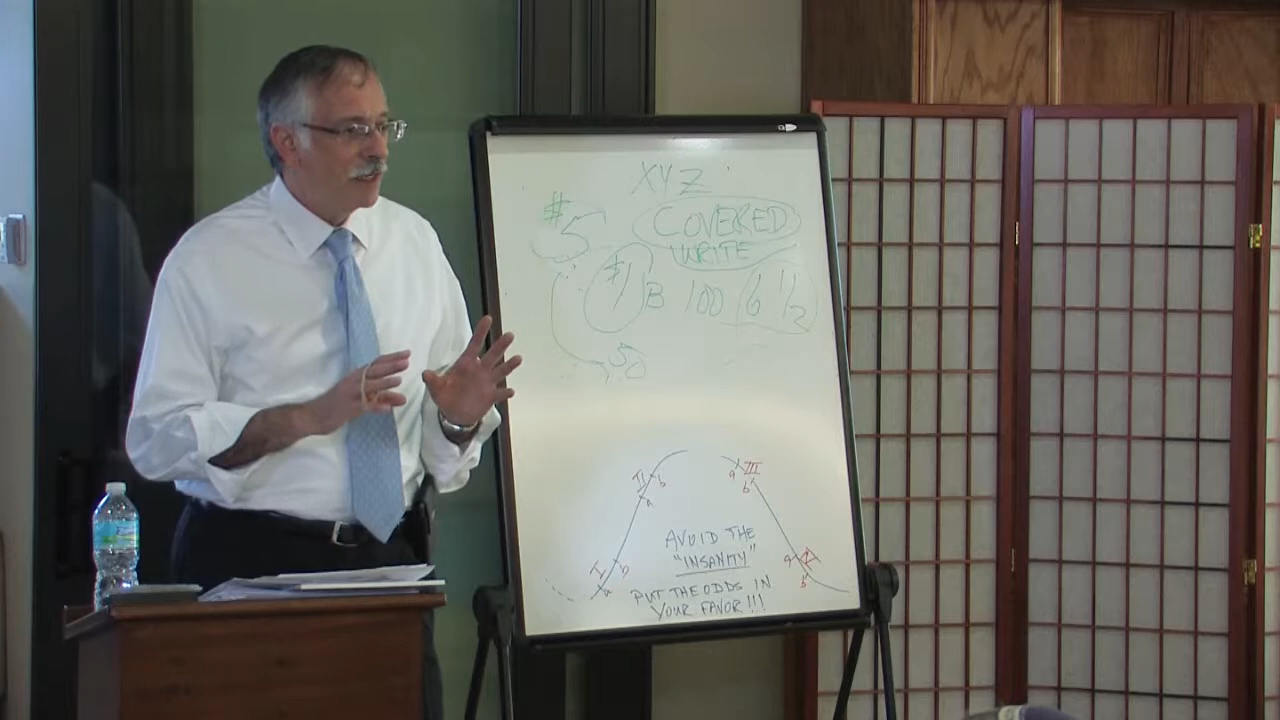 XYZ
$5
COVERED
WRITE
$1
B 100 6 1/2
50
II
b
a
III
a
b
I
b
a
IV
a
b
AVOID THE
"INSANITY"
PUT THE ODDS IN
YOUR FAVOR!!!